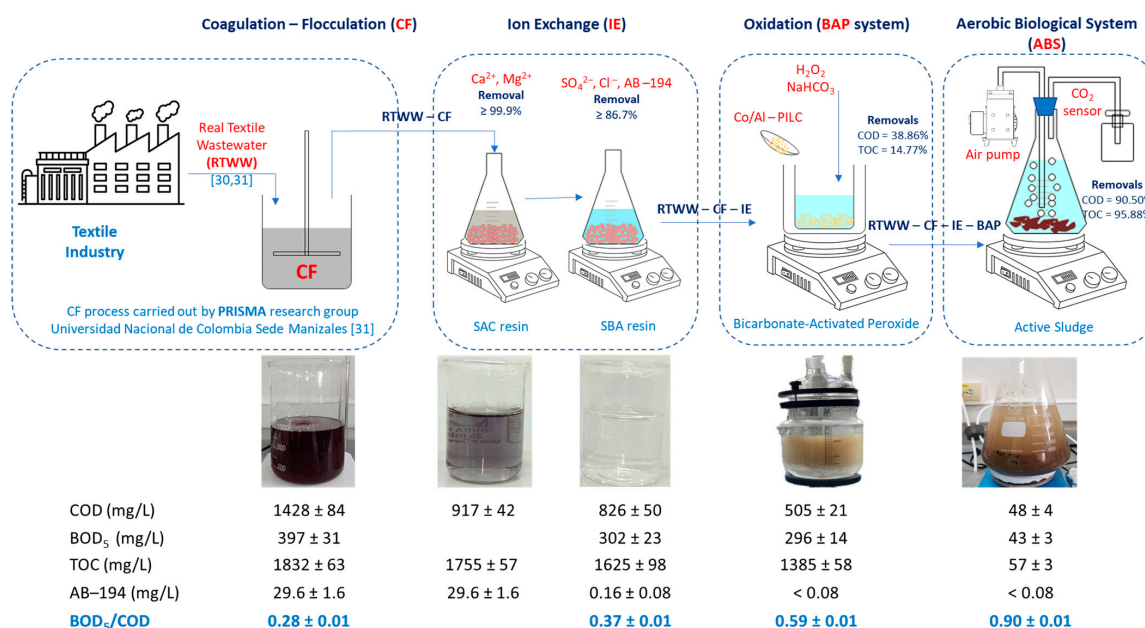 Coagulation – Flocculation (CF)
Ion Exchange (IE)
Oxidation (BAP system)
Aerobic Biological System
(ABS)
Real Textile
Wastewater
(RTWW)
[30,31]
Textile
Industry
CF
CF process carried out by PRISMA research group
Universidad Nacional de Colombia Sede Manizales [31]
RTWW – CF
Ca²⁺, Mg²⁺
Removal
≥ 99.9%
SO₄²⁻, Cl⁻, AB–194
Removal
≥ 86.7%
SAC resin
SBA resin
RTWW – CF – IE
H₂O₂
NaHCO₃
Co/Al – PILC
Removals
COD = 38.86%
TOC = 14.77%
Bicarbonate-Activated Peroxide
RTWW – CF – IE – BAP
Air pump
CO₂
sensor
Removals
COD = 90.50%
TOC = 95.88%
Active Sludge
COD (mg/L) 1428 ± 84 917 ± 42 826 ± 50 505 ± 21 48 ± 4
BOD₅ (mg/L) 397 ± 31 302 ± 23 296 ± 14 43 ± 3
TOC (mg/L) 1832 ± 63 1755 ± 57 1625 ± 98 1385 ± 58 57 ± 3
AB–194 (mg/L) 29.6 ± 1.6 29.6 ± 1.6 0.16 ± 0.08 < 0.08 < 0.08
BOD₅/COD 0.28 ± 0.01 0.37 ± 0.01 0.59 ± 0.01 0.90 ± 0.01